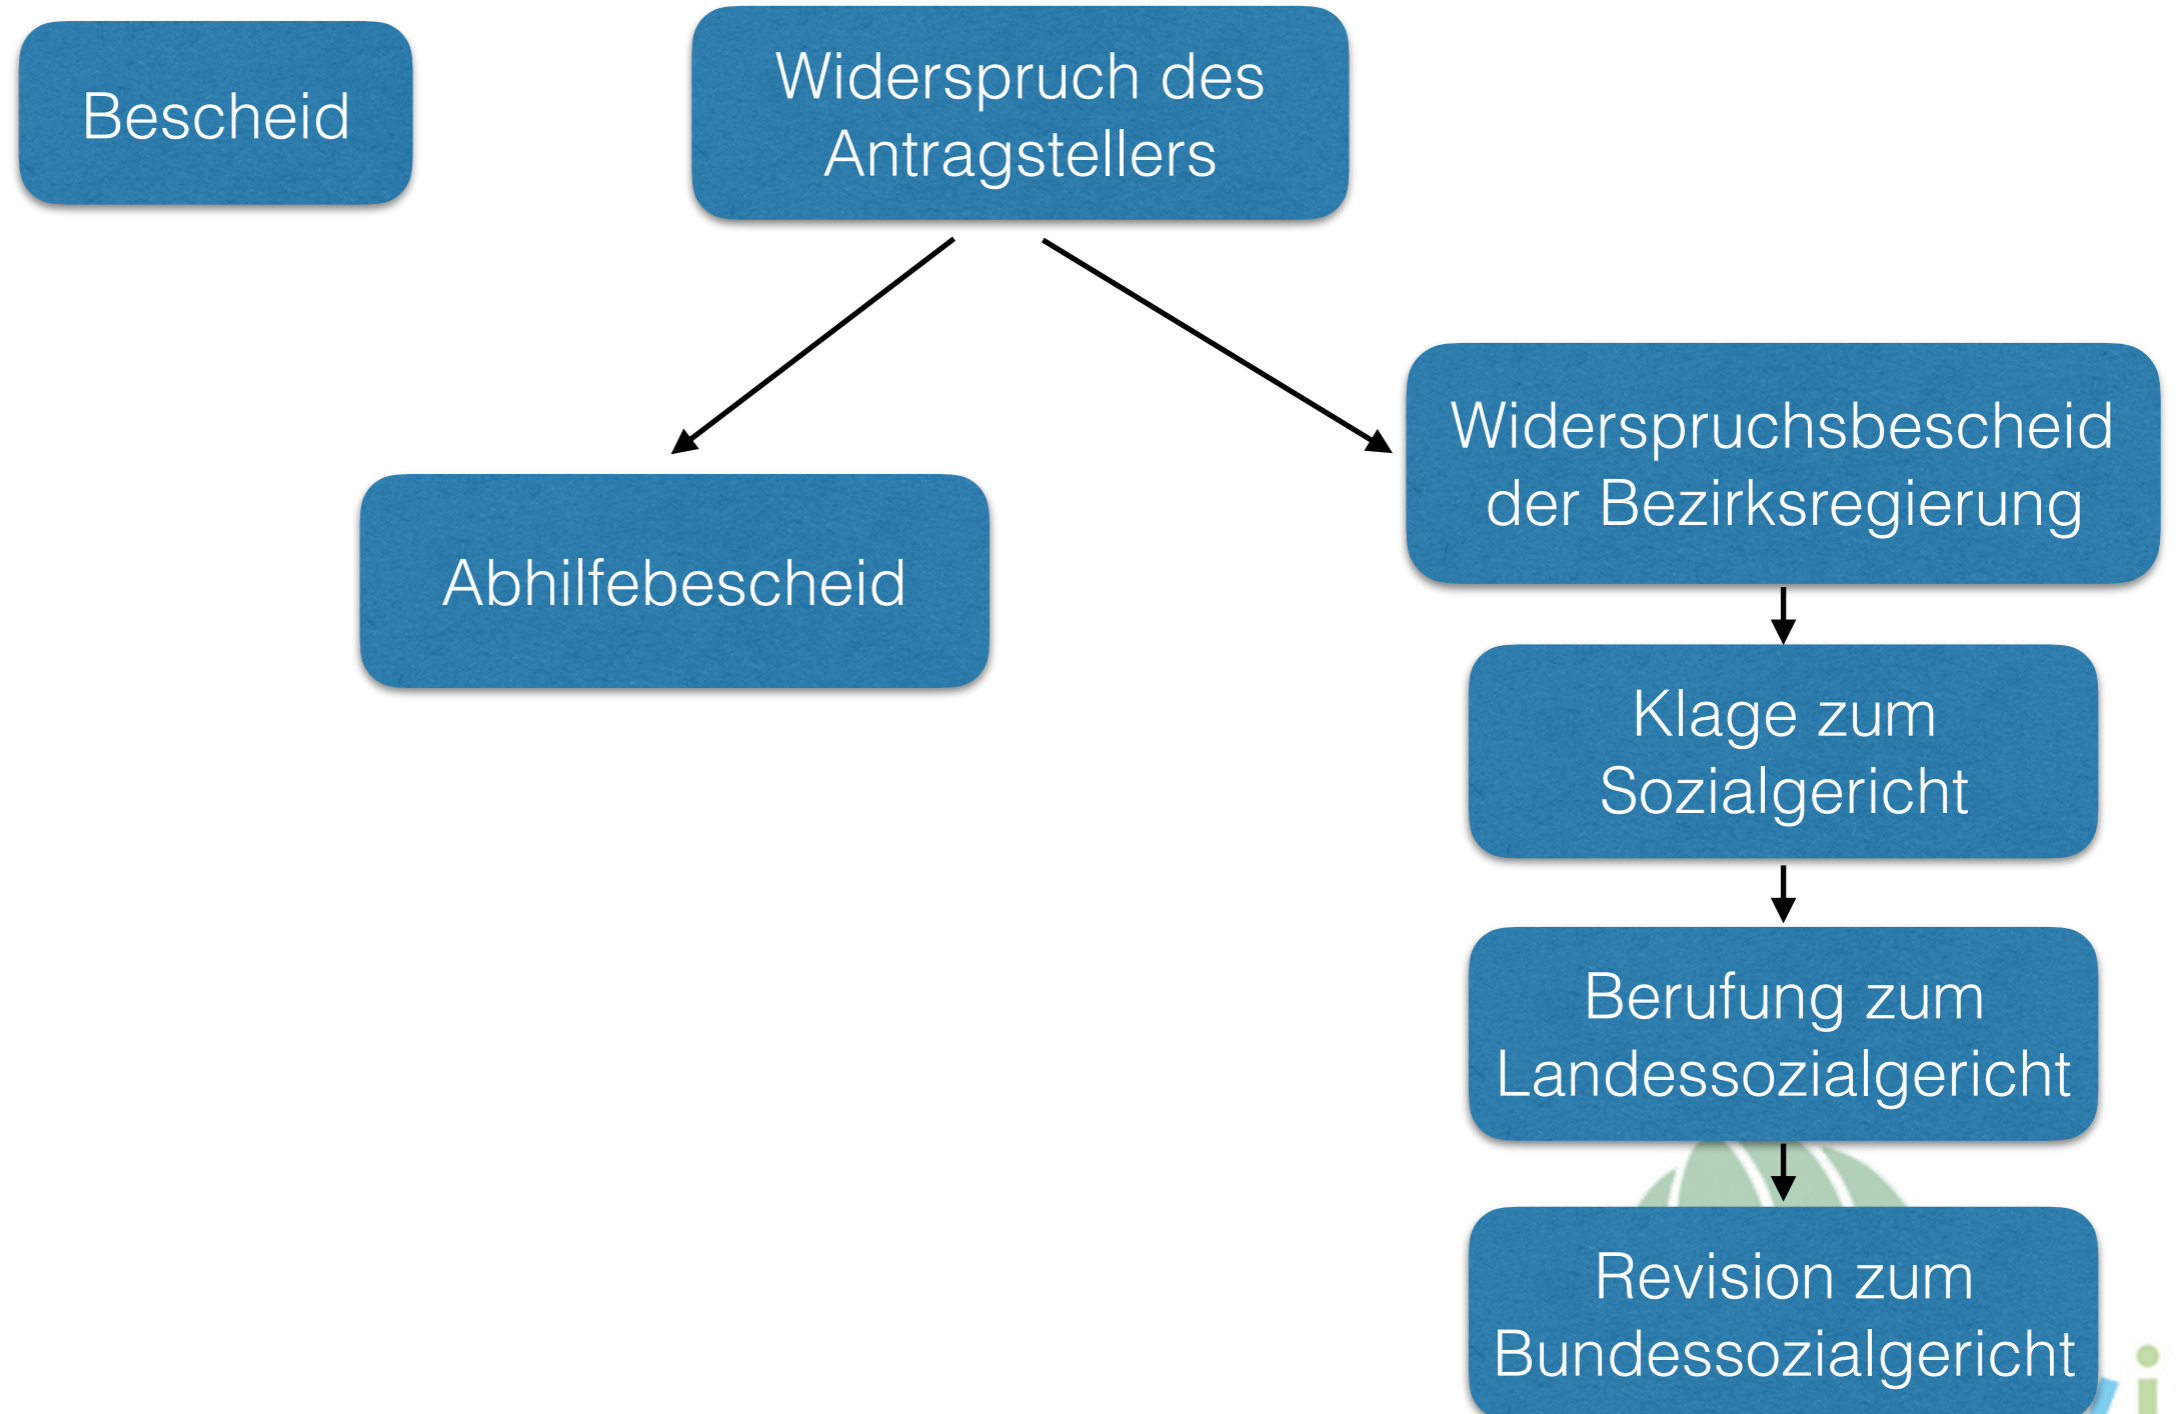 Bescheid
Widerspruch des
Antragstellers
Abhilfebescheid
Widerspruchsbescheid
der Bezirksregierung
Klage zum
Sozialgericht
Berufung zum
Landessozialgericht
Revision zum
Bundessozialgericht